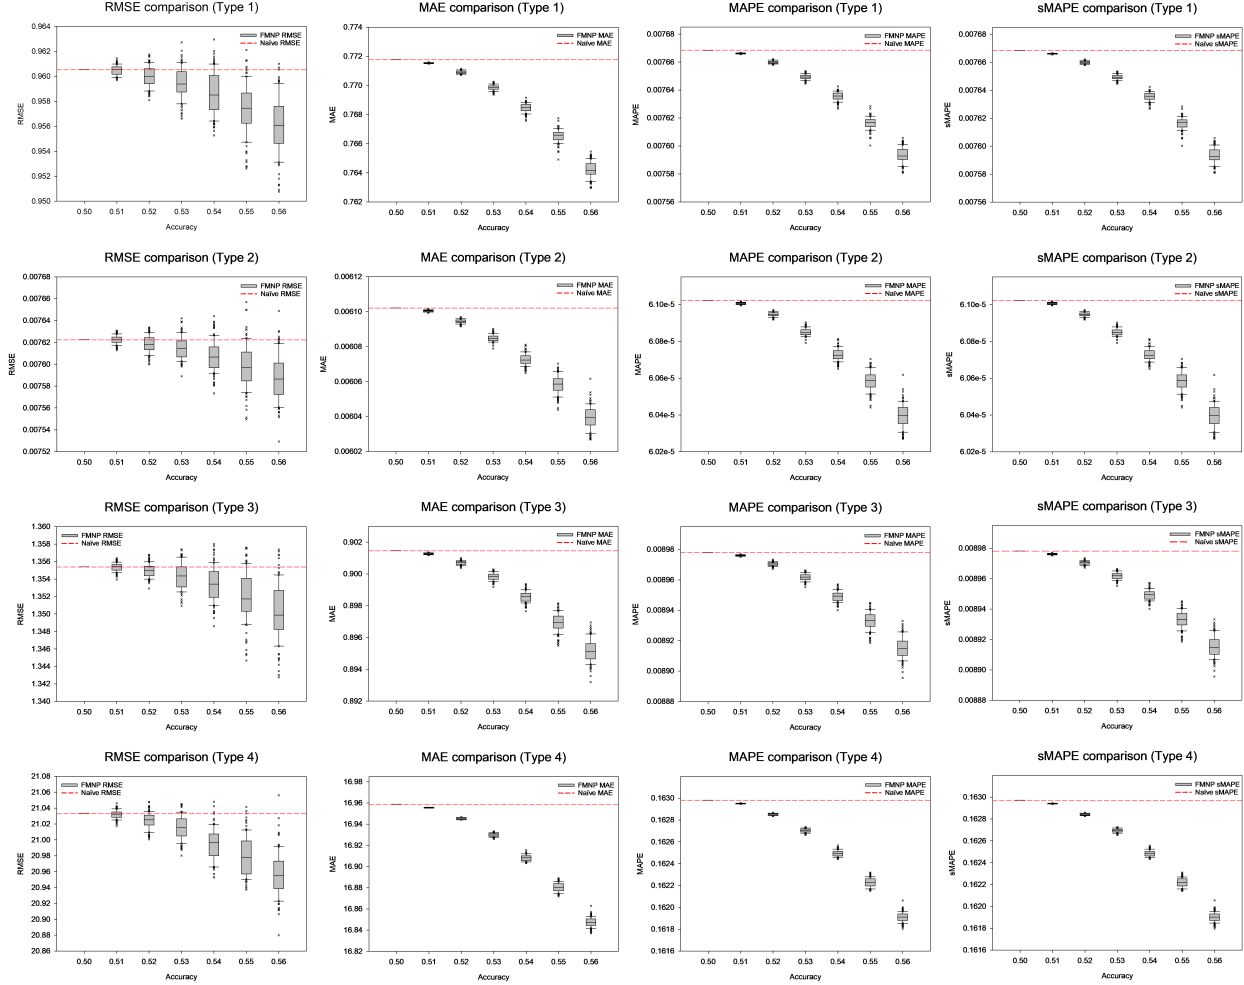 RMSE comparison (Type 1)
FMNP RMSE
Naïve RMSE
0.964
0.962
0.960
0.958
0.956
0.954
0.952
0.950
RMSE
0.50 0.51 0.52 0.53 0.54 0.55 0.56
Accuracy
MAE comparison (Type 1)
FMNP MAE
Naïve MAE
0.774
0.772
0.770
0.768
0.766
0.764
0.762
MAE
0.50 0.51 0.52 0.53 0.54 0.55 0.56
Accuracy
MAPE comparison (Type 1)
FMNP MAPE
Naïve MAPE
0.00768
0.00766
0.00764
0.00762
0.00760
0.00758
0.00756
MAPE
0.50 0.51 0.52 0.53 0.54 0.55 0.56
Accuracy
sMAPE comparison (Type 1)
FMNP sMAPE
Naïve sMAPE
0.00768
0.00766
0.00764
0.00762
0.00760
0.00758
0.00756
sMAPE
0.50 0.51 0.52 0.53 0.54 0.55 0.56
Accuracy
RMSE comparison (Type 2)
FMNP RMSE
Naïve RMSE
0.00768
0.00766
0.00764
0.00762
0.00760
0.00758
0.00756
0.00754
0.00752
RMSE
0.50 0.51 0.52 0.53 0.54 0.55 0.56
Accuracy
MAE comparison (Type 2)
FMNP MAE
Naïve MAE
0.00612
0.00610
0.00608
0.00606
0.00604
0.00602
MAE
0.50 0.51 0.52 0.53 0.54 0.55 0.56
Accuracy
MAPE comparison (Type 2)
FMNP MAPE
Naïve MAPE
6.10e-5
6.08e-5
6.06e-5
6.04e-5
6.02e-5
MAPE
0.50 0.51 0.52 0.53 0.54 0.55 0.56
Accuracy
sMAPE comparison (Type 2)
FMNP sMAPE
Naïve sMAPE
6.10e-5
6.08e-5
6.06e-5
6.04e-5
6.02e-5
sMAPE
0.50 0.51 0.52 0.53 0.54 0.55 0.56
Accuracy
RMSE comparison (Type 3)
FMNP RMSE
Naïve RMSE
1.360
1.358
1.356
1.354
1.352
1.350
1.348
1.346
1.344
1.342
1.340
RMSE
0.50 0.51 0.52 0.53 0.54 0.55 0.56
Accuracy
MAE comparison (Type 3)
FMNP MAE
Naïve MAE
0.902
0.900
0.898
0.896
0.894
0.892
MAE
0.50 0.51 0.52 0.53 0.54 0.55 0.56
Accuracy
MAPE comparison (Type 3)
FMNP MAPE
Naïve MAPE
0.00898
0.00896
0.00894
0.00892
0.00890
0.00888
MAPE
0.50 0.51 0.52 0.53 0.54 0.55 0.56
Accuracy
sMAPE comparison (Type 3)
FMNP sMAPE
Naïve sMAPE
0.00898
0.00896
0.00894
0.00892
0.00890
0.00888
sMAPE
0.50 0.51 0.52 0.53 0.54 0.55 0.56
Accuracy
RMSE comparison (Type 4)
FMNP RMSE
Naïve RMSE
21.08
21.06
21.04
21.02
21.00
20.98
20.96
20.94
20.92
20.90
20.88
20.86
RMSE
0.50 0.51 0.52 0.53 0.54 0.55 0.56
Accuracy
MAE comparison (Type 4)
FMNP MAE
Naïve MAE
16.98
16.96
16.94
16.92
16.90
16.88
16.86
16.84
16.82
MAE
0.50 0.51 0.52 0.53 0.54 0.55 0.56
Accuracy
MAPE comparison (Type 4)
FMNP MAPE
Naïve MAPE
0.1630
0.1628
0.1626
0.1624
0.1622
0.1620
0.1618
0.1616
MAPE
0.50 0.51 0.52 0.53 0.54 0.55 0.56
Accuracy
sMAPE comparison (Type 4)
FMNP sMAPE
Naïve sMAPE
0.1630
0.1628
0.1626
0.1624
0.1622
0.1620
0.1618
0.1616
sMAPE
0.50 0.51 0.52 0.53 0.54 0.55 0.56
Accuracy